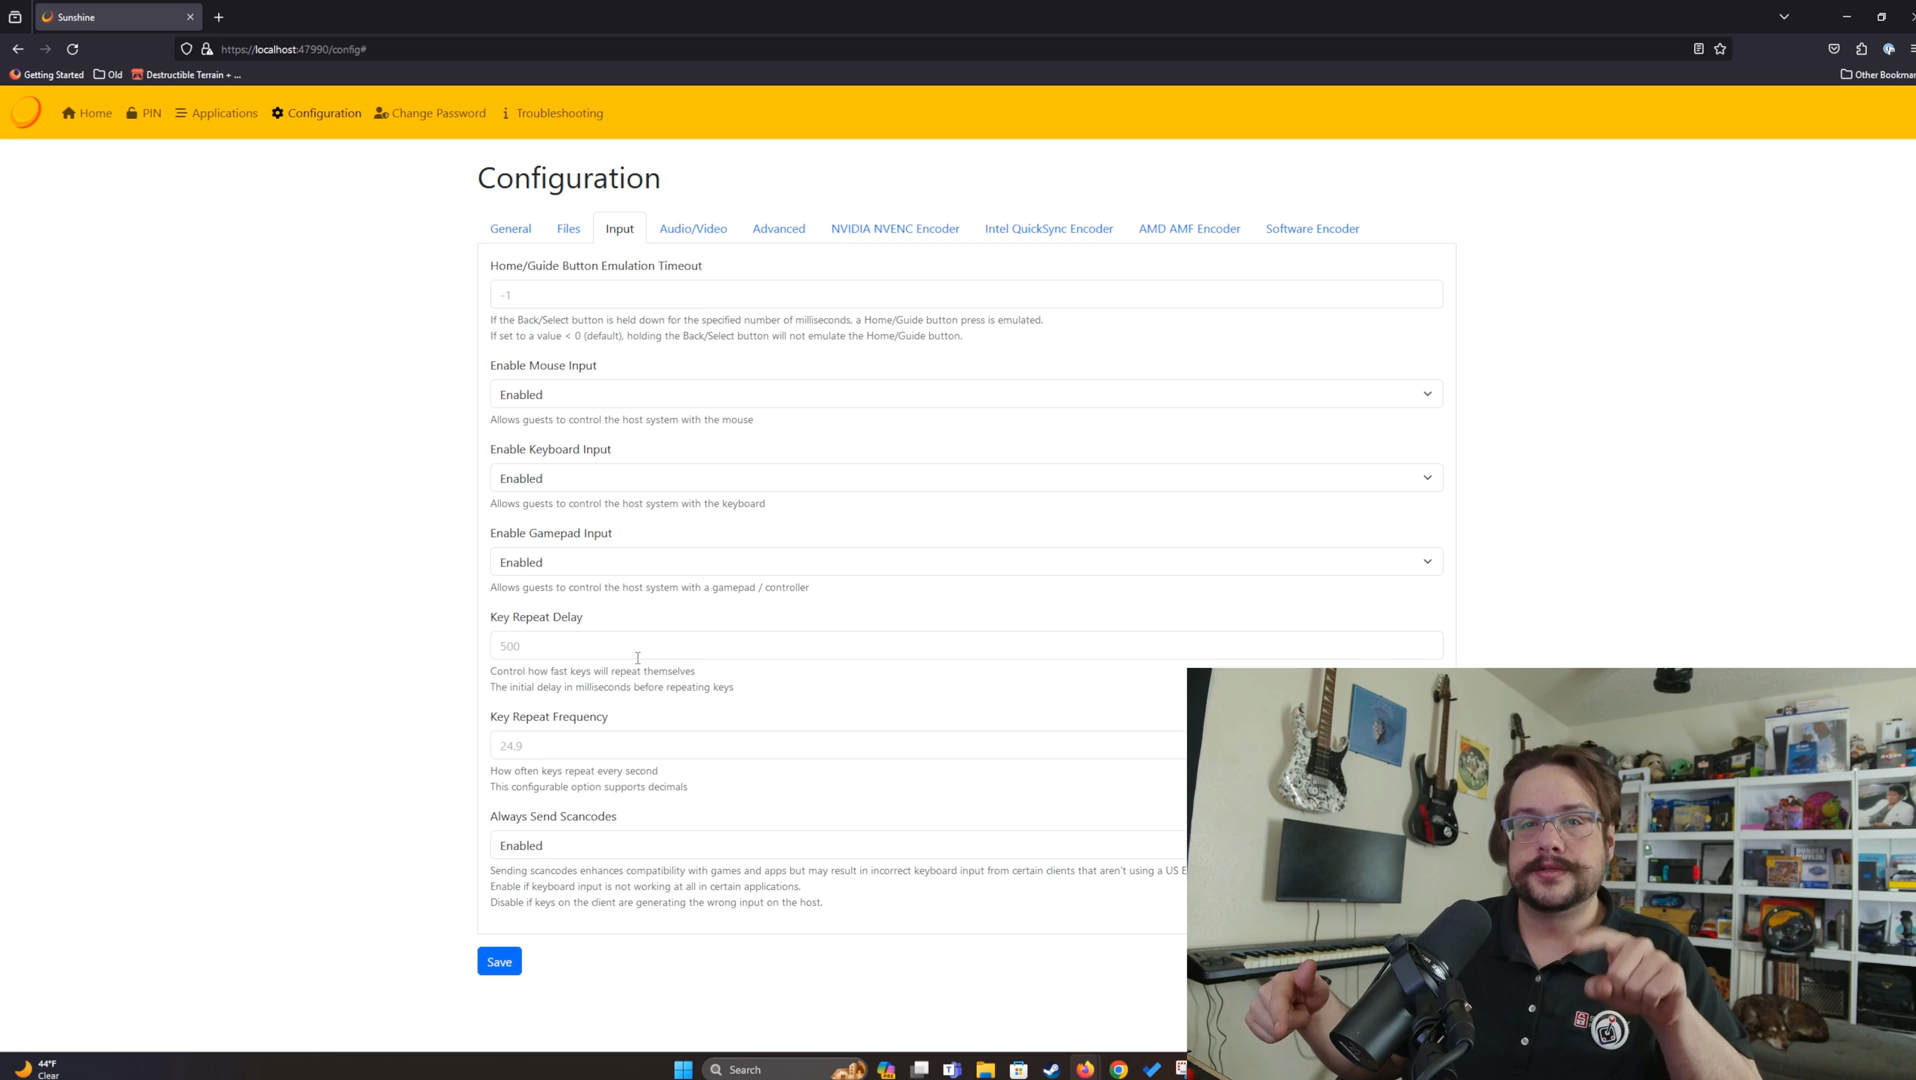 Sunshine
https://localhost:47990/config#
Getting Started
Old
Destructible Terrain + ...
Other Bookmar
Home
PIN
Applications
Configuration
Change Password
Troubleshooting
Configuration
General
Files
Input
Audio/Video
Advanced
NVIDIA NVENC Encoder
Intel QuickSync Encoder
AMD AMF Encoder
Software Encoder
Home/Guide Button Emulation Timeout
-1
If the Back/Select button is held down for the specified number of milliseconds, a Home/Guide button press is emulated.
If set to a value < 0 (default), holding the Back/Select button will not emulate the Home/Guide button.
Enable Mouse Input
Enabled
Allows guests to control the host system with the mouse
Enable Keyboard Input
Enabled
Allows guests to control the host system with the keyboard
Enable Gamepad Input
Enabled
Allows guests to control the host system with a gamepad / controller
Key Repeat Delay
500
Control how fast keys will repeat themselves
The initial delay in milliseconds before repeating keys
Key Repeat Frequency
24.9
How often keys repeat every second
This configurable option supports decimals
Always Send Scancodes
Enabled
Sending scancodes enhances compatibility with games and apps but may result in incorrect keyboard input from certain clients that aren't using a US E
Enable if keyboard input is not working at all in certain applications.
Disable if keys on the client are generating the wrong input on the host.
Save
44°F
Clear
Search